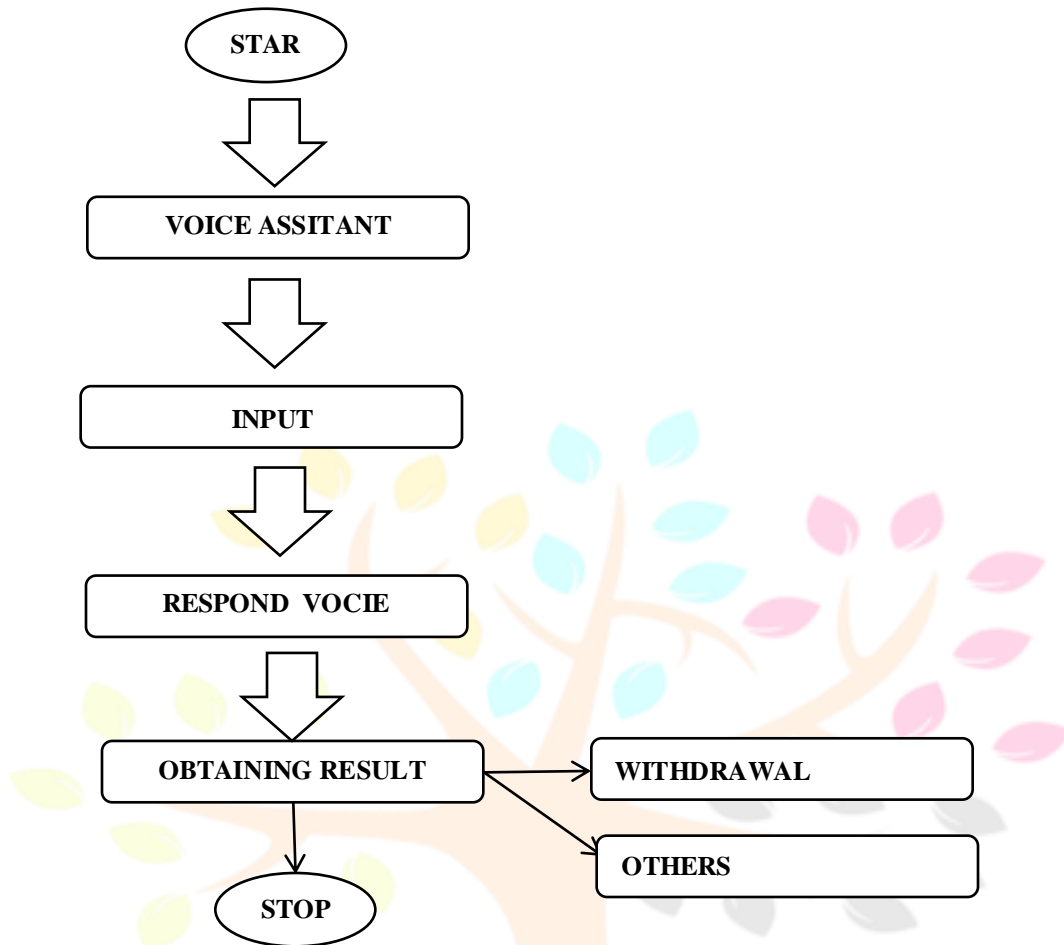 STAR
VOICE ASSITANT
INPUT
RESPOND VOCIE
OBTAINING RESULT
WITHDRAWAL
OTHERS
STOP